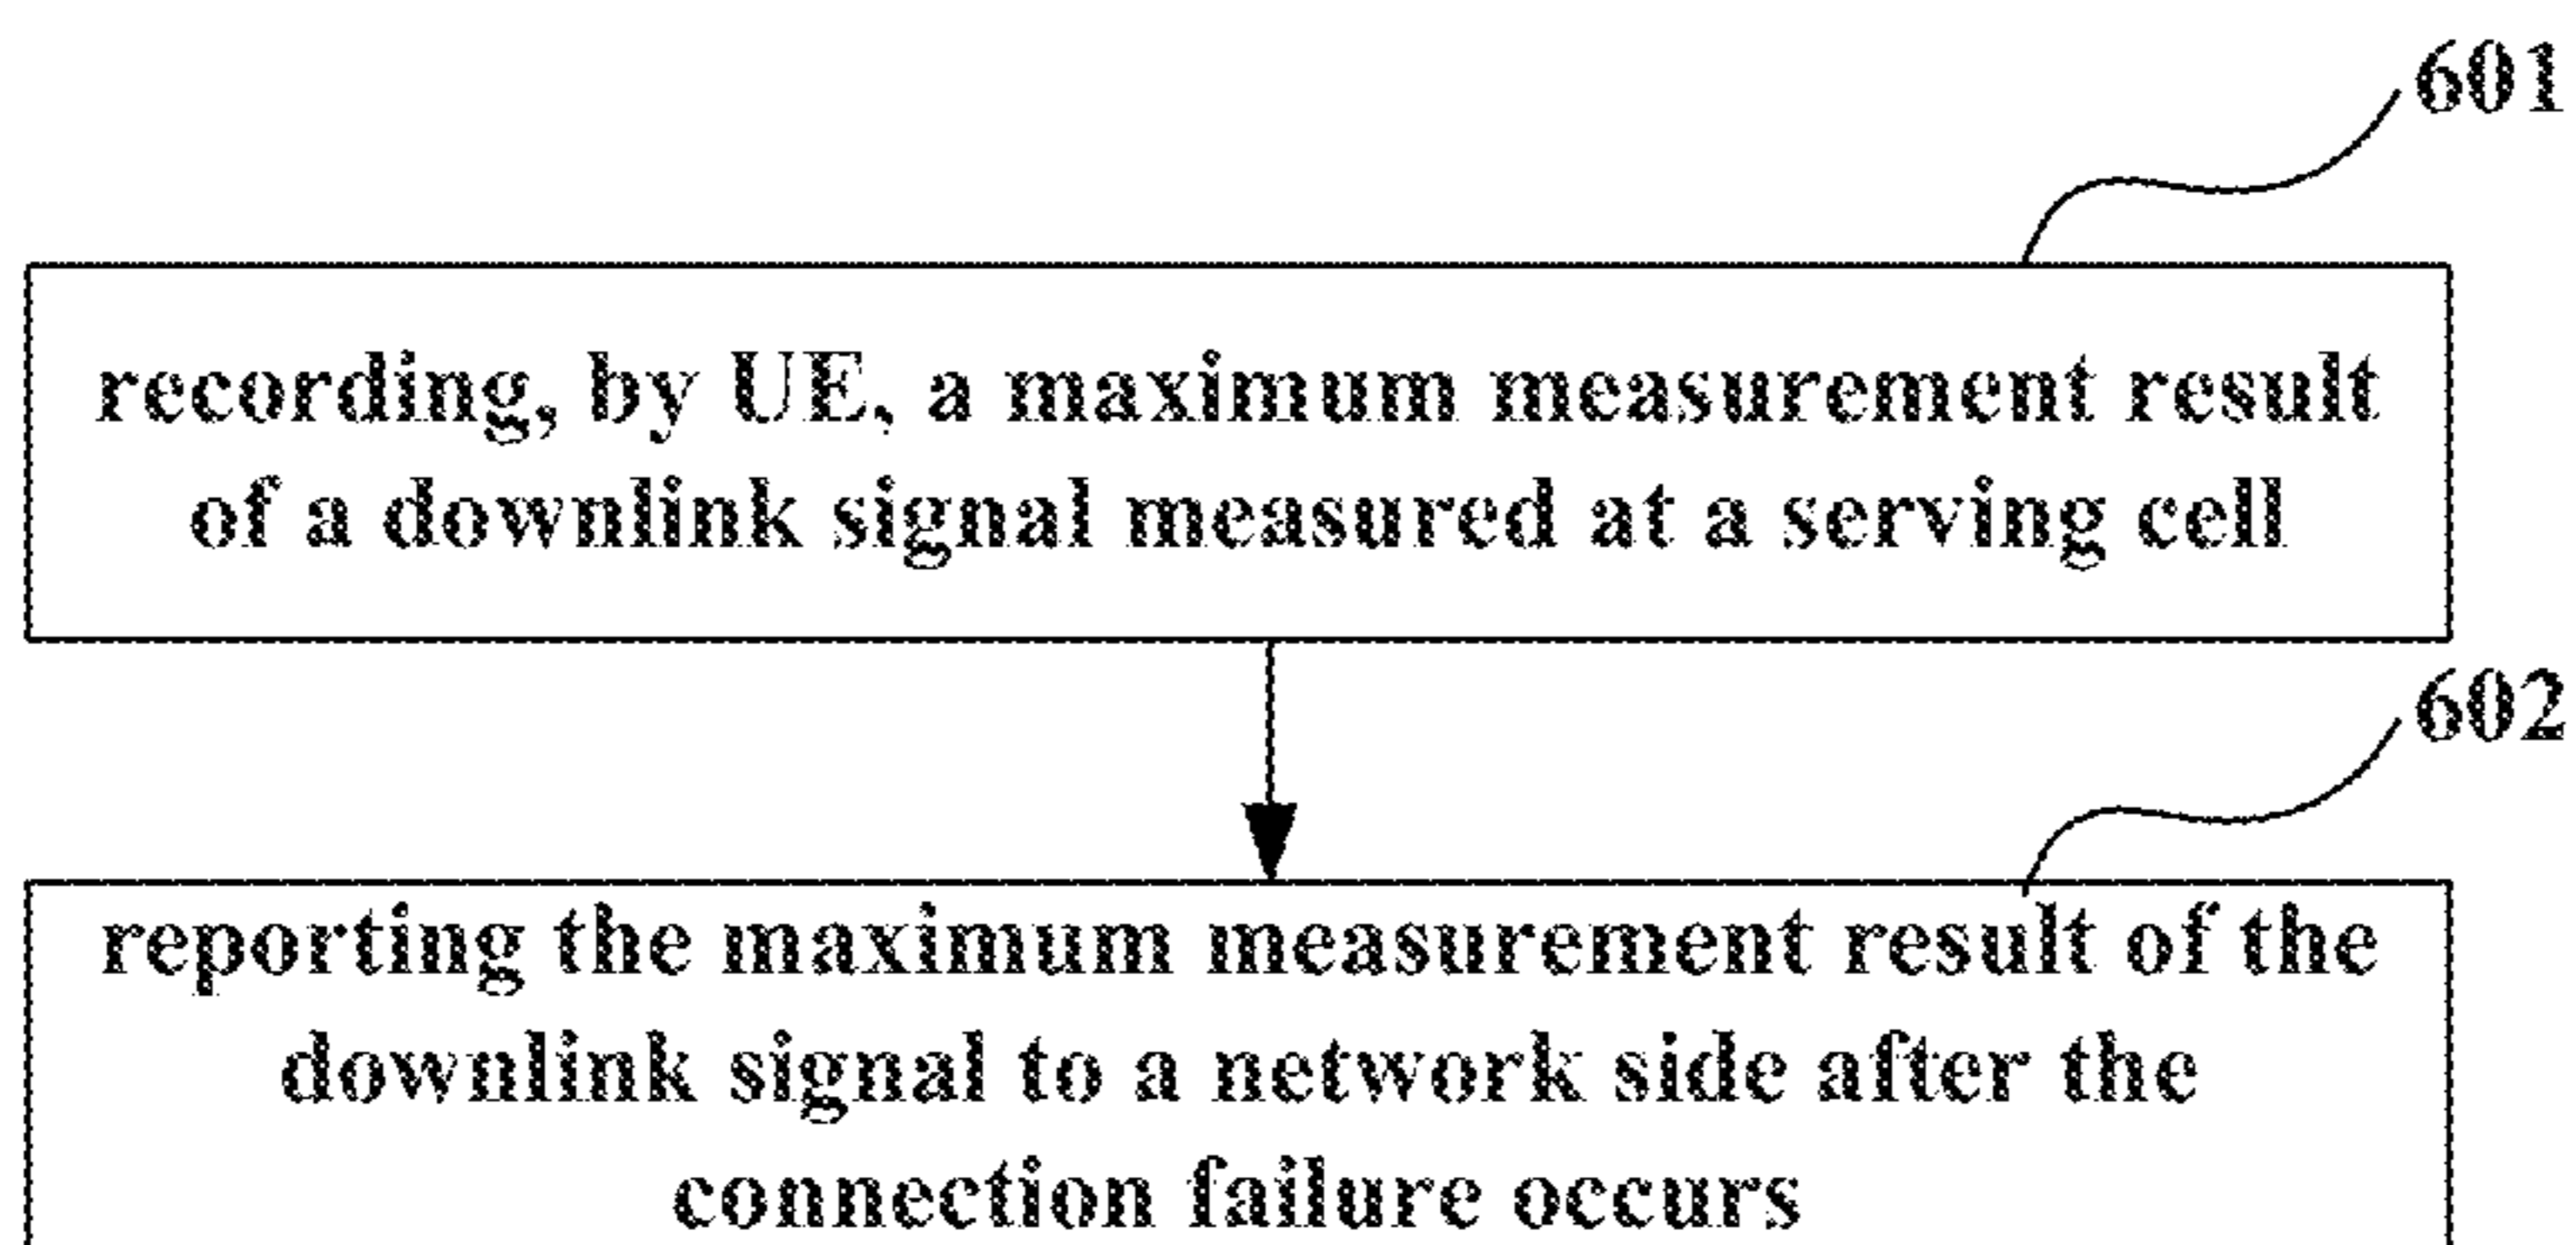 601
recording, by UE, a maximum measurement result
of a downlink signal measured at a serving cell
602
reporting the maximum measurement result of the
downlink signal to a network side after the
connection failure occurs